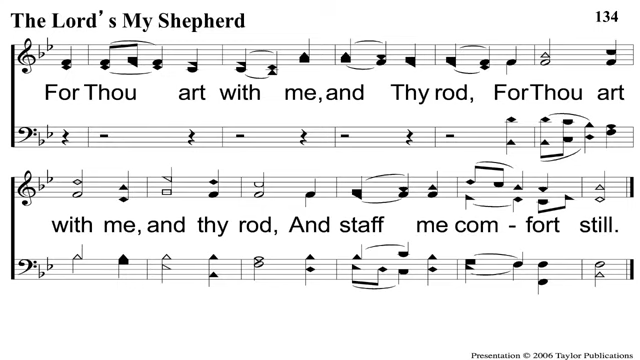 The Lord's My Shepherd
134
For Thou art with me, and Thy rod, For Thou art
with me, and thy rod, And staff me com - fort still.
Presentation © 2006 Taylor Publications